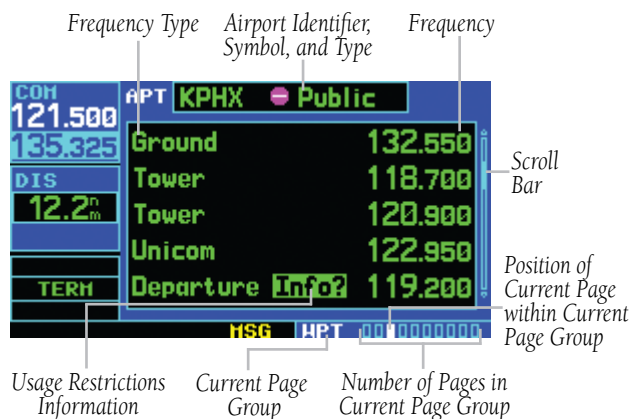 Frequency Type
Airport Identifier,
Symbol, and Type
Frequency
COM
121.500
135.325
APT KPHX Public
Ground 132.550
Tower 118.700
Tower 120.900
Unicom 122.950
Departure Info? 119.200
DIS
12.2nm
TERM
MSG WPT
Scroll
Bar
Position of
Current Page
within Current
Page Group
Usage Restrictions
Information
Current Page
Group
Number of Pages in
Current Page Group